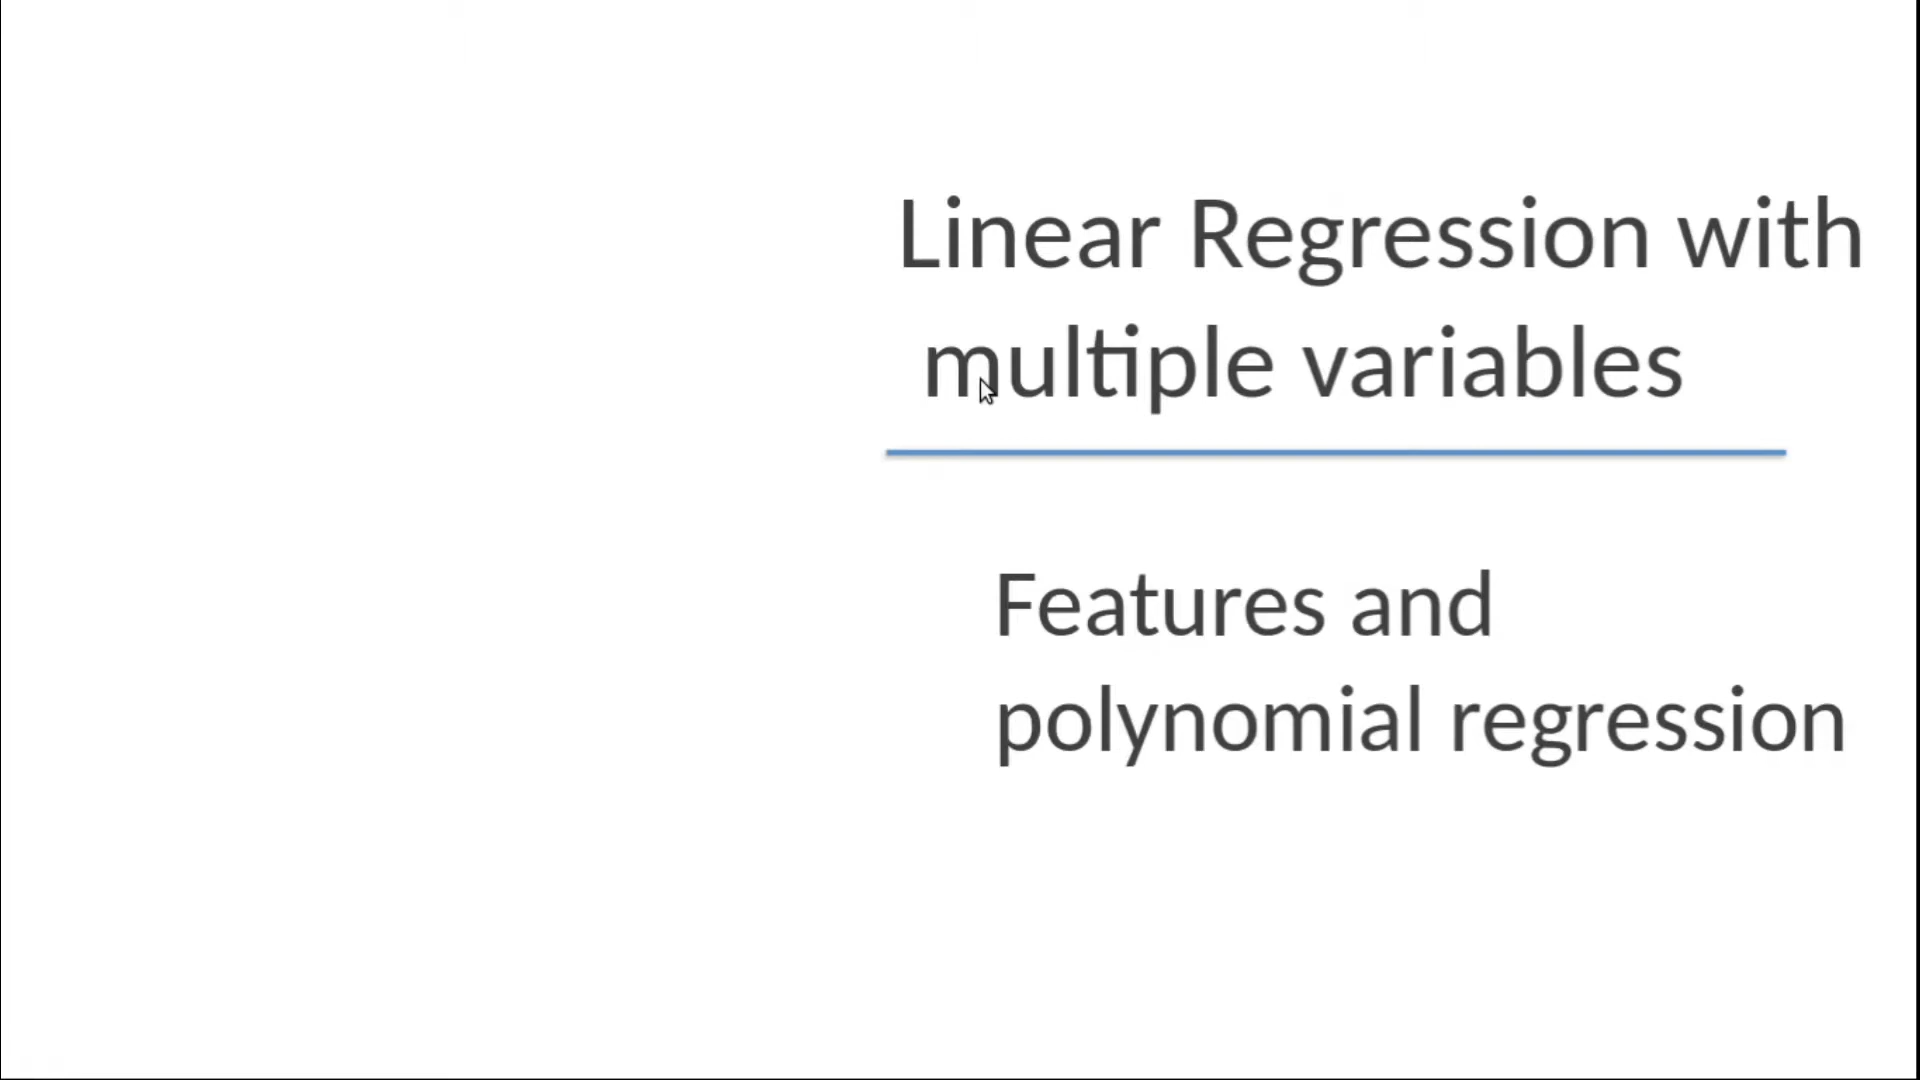 Linear Regression with
multiple variables
Features and
polynomial regression